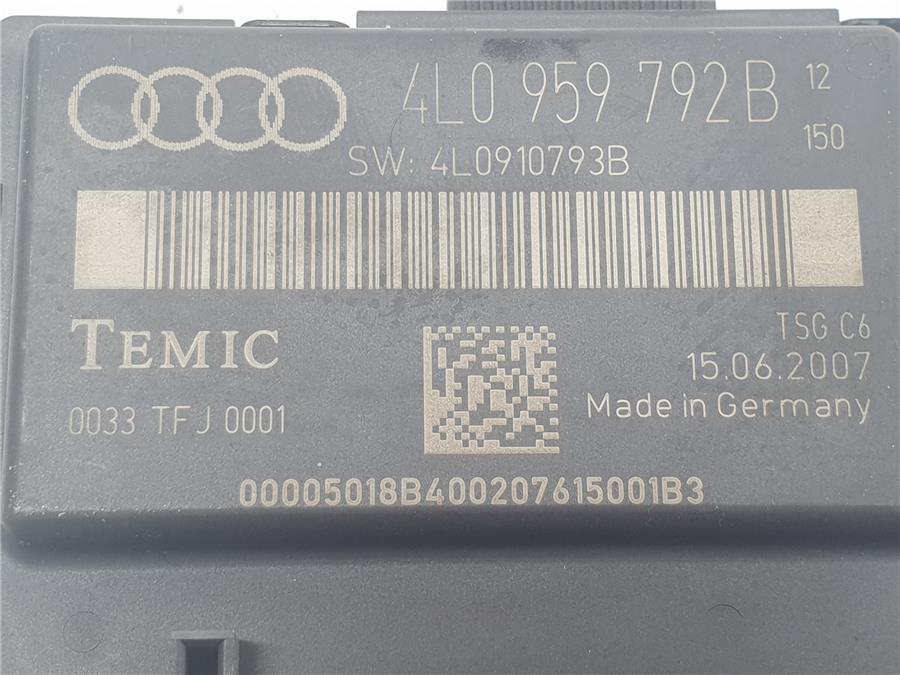 4L0 959 792B 12
150
SW: 4L0910793B
TEMIC
TSG C6
15.06.2007
0033 TFJ 0001
Made in Germany
00005018B400207615001B3